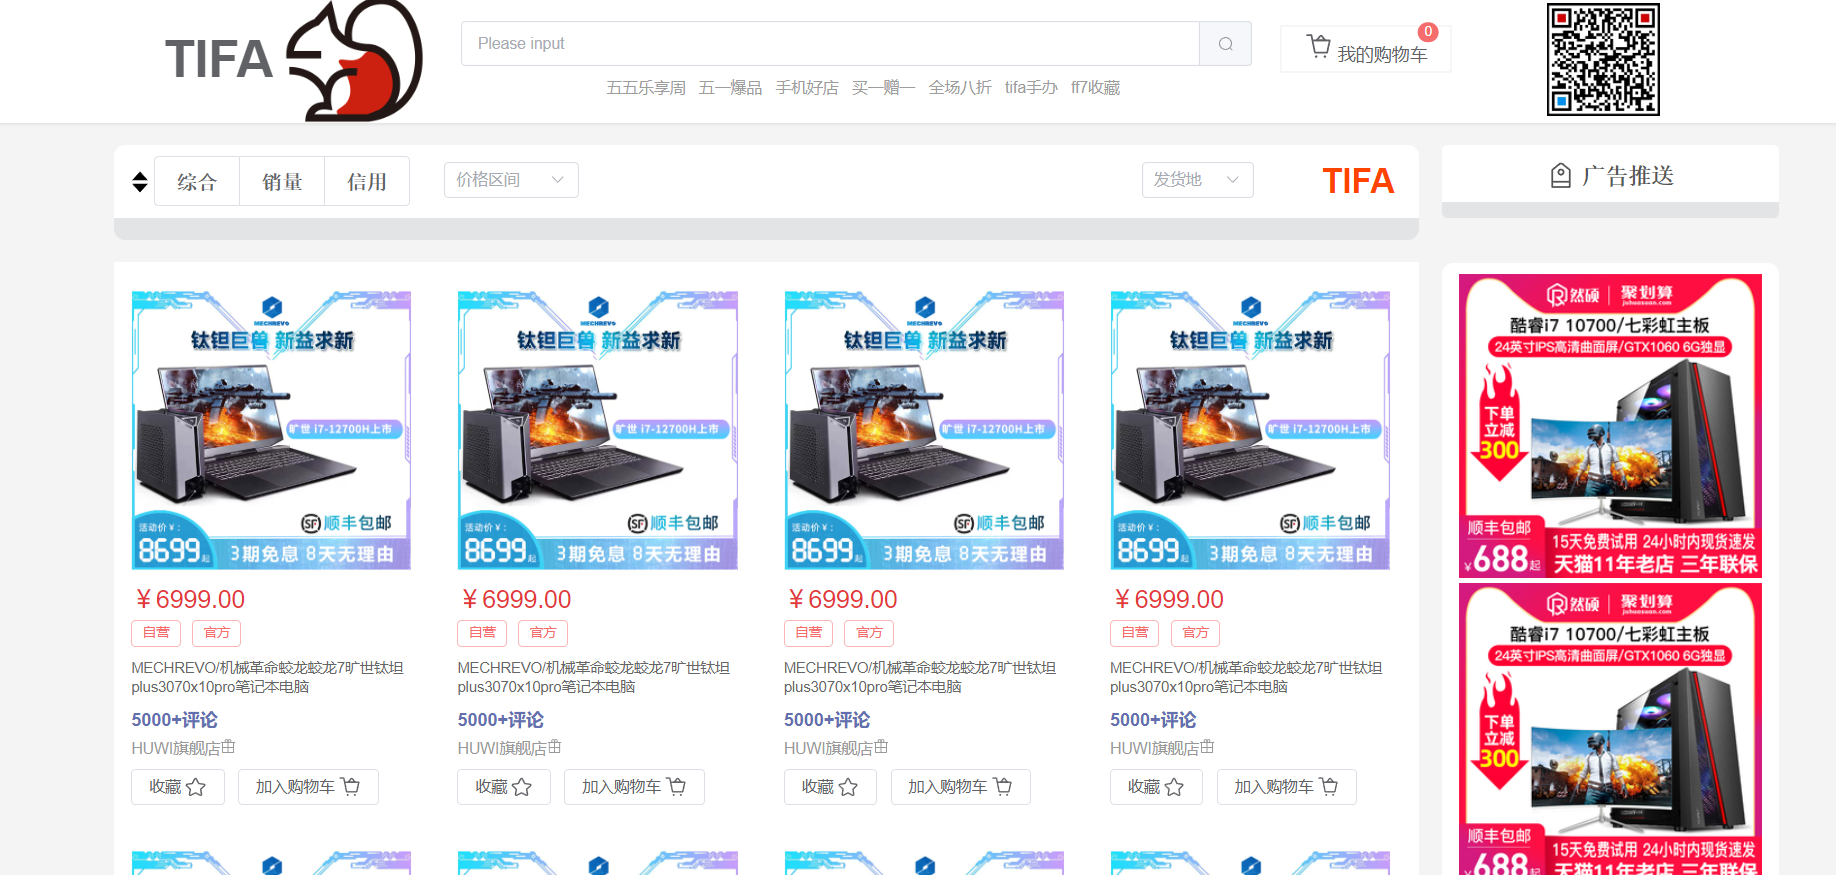 TIFA
Please input
我的购物车
0
五五乐享周 五一爆品 手机好店 买一赠一 全场八折 tifa手办 ff7收藏
综合 销量 信用
价格区间
发货地
TIFA
广告推送
MECHREVO
钛钽巨兽 新益求新
旷世 i7-12700H上市
SF顺丰包邮
活动价¥:
8699起
3期免息 8天无理由
MECHREVO
钛钽巨兽 新益求新
旷世 i7-12700H上市
SF顺丰包邮
活动价¥:
8699起
3期免息 8天无理由
MECHREVO
钛钽巨兽 新益求新
旷世 i7-12700H上市
SF顺丰包邮
活动价¥:
8699起
3期免息 8天无理由
MECHREVO
钛钽巨兽 新益求新
旷世 i7-12700H上市
SF顺丰包邮
活动价¥:
8699起
3期免息 8天无理由
¥6999.00 ¥6999.00 ¥6999.00 ¥6999.00
自营 官方 自营 官方 自营 官方 自营 官方
MECHREVO/机械革命蛟龙蛟龙7旷世钛坦
plus3070x10pro笔记本电脑
MECHREVO/机械革命蛟龙蛟龙7旷世钛坦
plus3070x10pro笔记本电脑
MECHREVO/机械革命蛟龙蛟龙7旷世钛坦
plus3070x10pro笔记本电脑
MECHREVO/机械革命蛟龙蛟龙7旷世钛坦
plus3070x10pro笔记本电脑
5000+评论 5000+评论 5000+评论 5000+评论
HUWI旗舰店 HUWI旗舰店 HUWI旗舰店 HUWI旗舰店
收藏 加入购物车 收藏 加入购物车 收藏 加入购物车 收藏 加入购物车
然硕 | 聚划算
juhuasuan.com
酷睿i7 10700/七彩虹主板
24英寸IPS高清曲面屏/GTX1060 6G独显
下单
立减
300
顺丰包邮
¥688起
15天免费试用 24小时内现货速发
天猫11年老店 三年联保
然硕 | 聚划算
juhuasuan.com
酷睿i7 10700/七彩虹主板
24英寸IPS高清曲面屏/GTX1060 6G独显
下单
立减
300
顺丰包邮
¥688起
15天免费试用 24小时内现货速发
天猫11年老店 三年联保